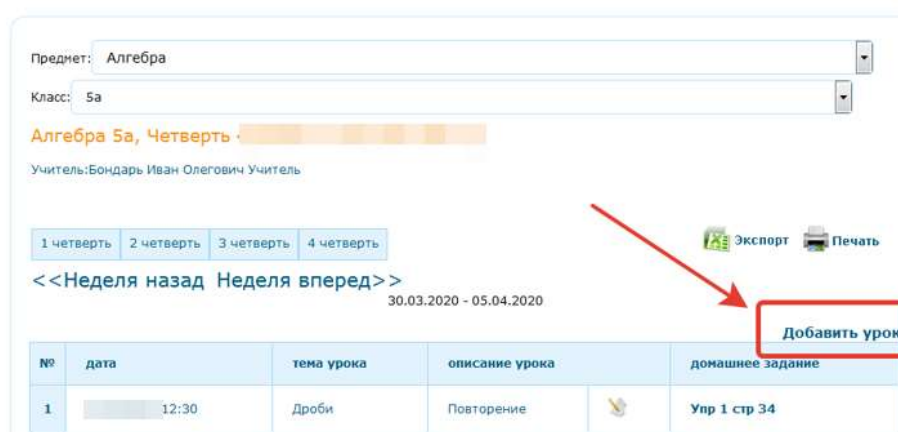 Предмет: Алгебра
Класс: 5а
Алгебра 5а, Четверть
Учитель:Бондарь Иван Олегович Учитель
1 четверть 2 четверть 3 четверть 4 четверть
Экспорт Печать
<<Неделя назад Неделя вперед>>
30.03.2020 - 05.04.2020
Добавить урок
№ дата тема урока описание урока домашнее задание
1 12:30 Дроби Повторение Упр 1 стр 34